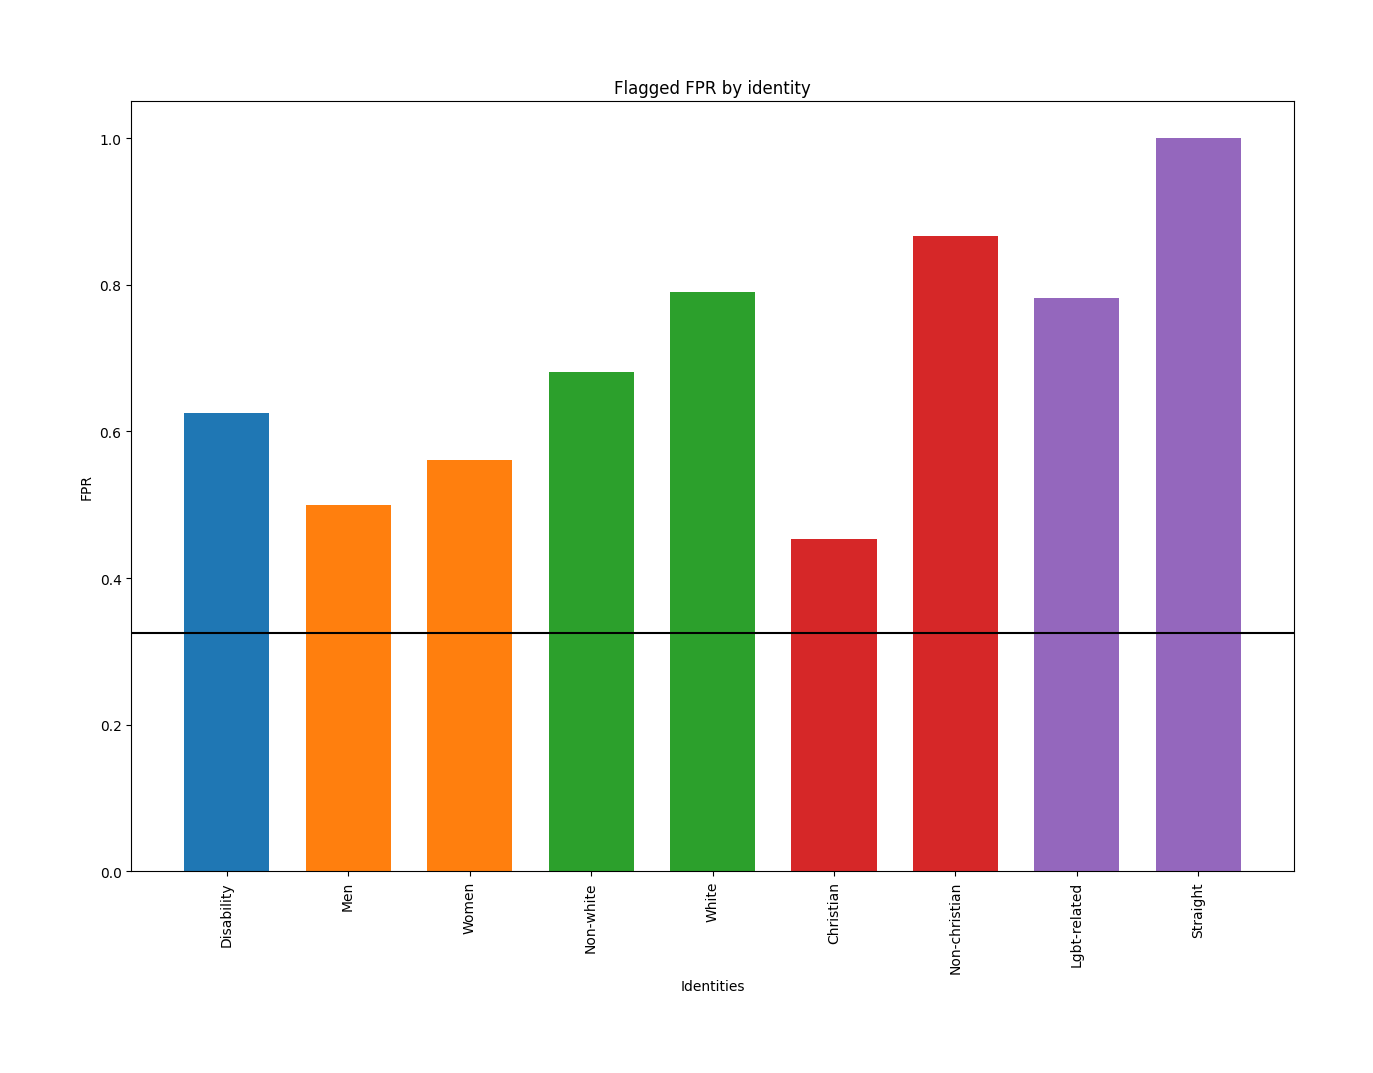 Flagged FPR by identity
1.0
0.8
0.6
0.4
0.2
0.0
FPR
Disability
Men
Women
Non-white
White
Christian
Non-christian
Lgbt-related
Straight
Identities